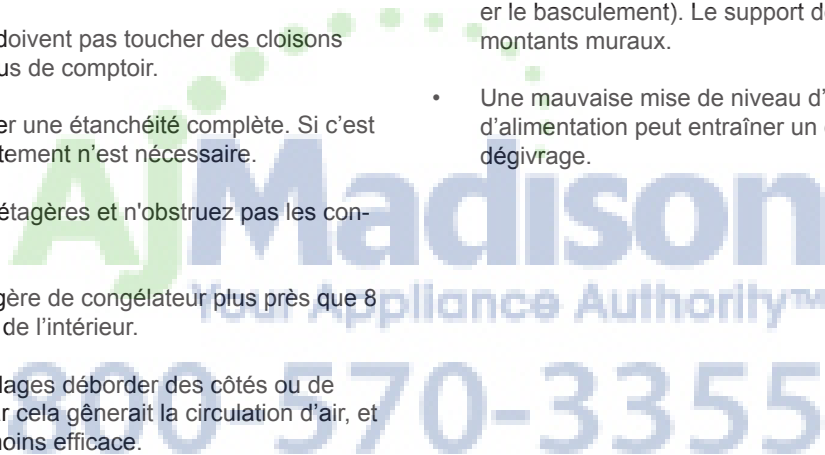 doivent pas toucher des cloisons
us de comptoir.
er une étanchéité complète. Si c'est
tement n'est nécessaire.
étagères et n'obstruez pas les con-
gère de congélateur plus près que 8
de l’intérieur.
lages déborder des côtés ou de
r cela gênerait la circulation d’air, et
moins efficace.
er le basculement). Le support d
montants muraux.
• Une mauvaise mise de niveau d’
d’alimentation peut entraîner un
dégivrage.
AjMadison
Your Appliance Authority™
800-570-3355